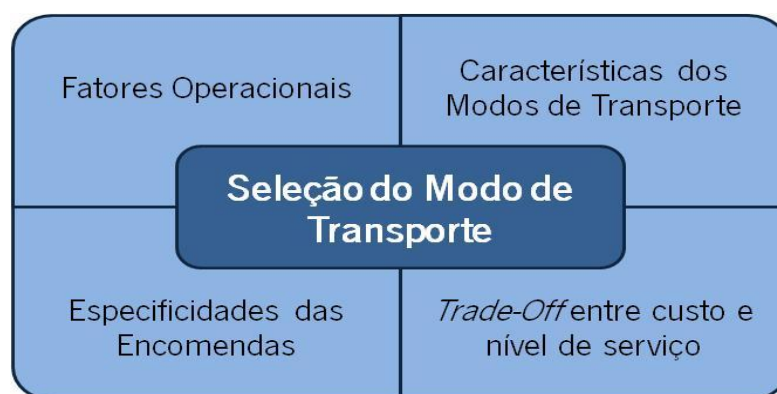 Fatores Operacionais
Características dos
Modos de Transporte
Seleção do Modo de
Transporte
Especificidades das
Encomendas
Trade-Off entre custo e
nível de serviço